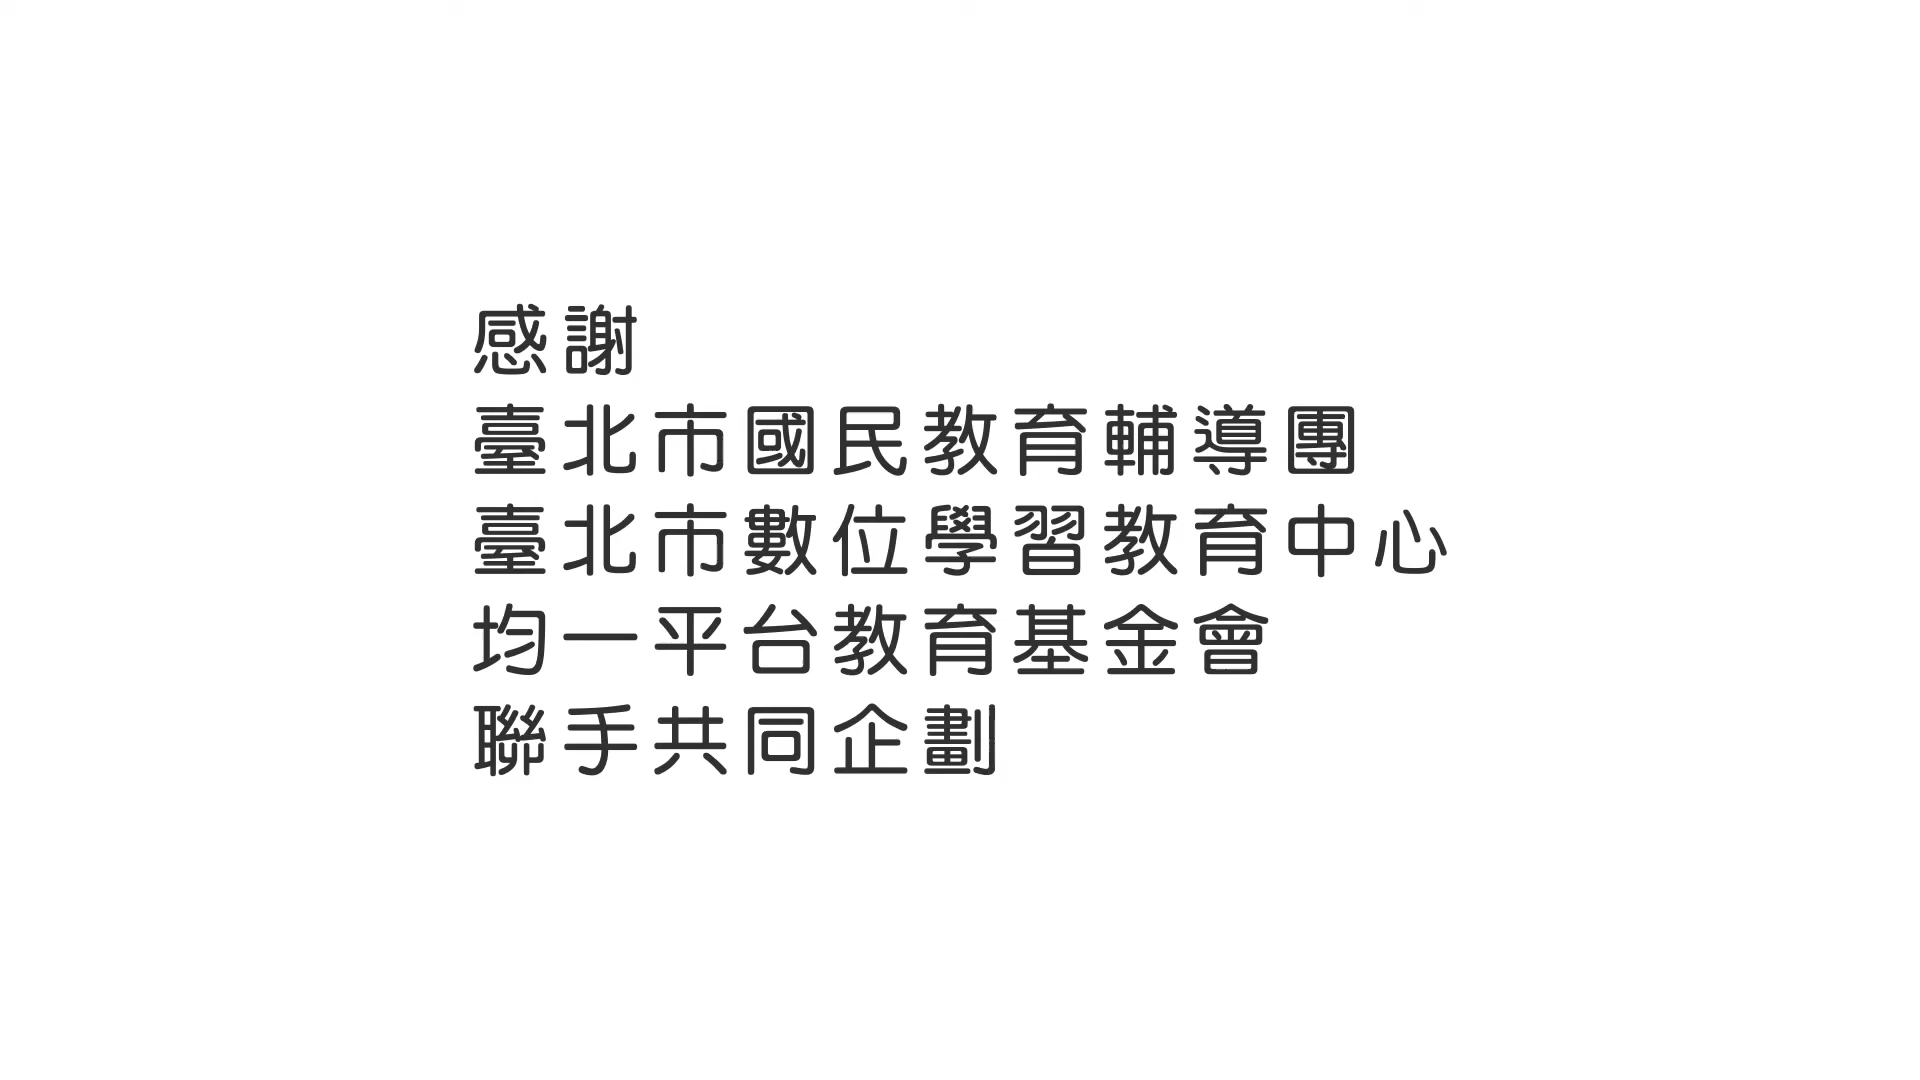 感謝
臺北市國民教育輔導團
臺北市數位學習教育中心
均一平台教育基金會
聯手共同企劃